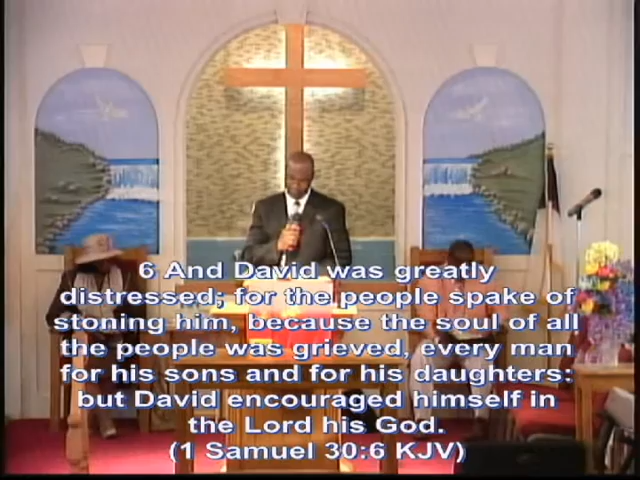 6 And David was greatly
distressed; for the people spake of
stoning him, because the soul of all
the people was grieved, every man
for his sons and for his daughters:
but David encouraged himself in
the Lord his God.
(1 Samuel 30:6 KJV)